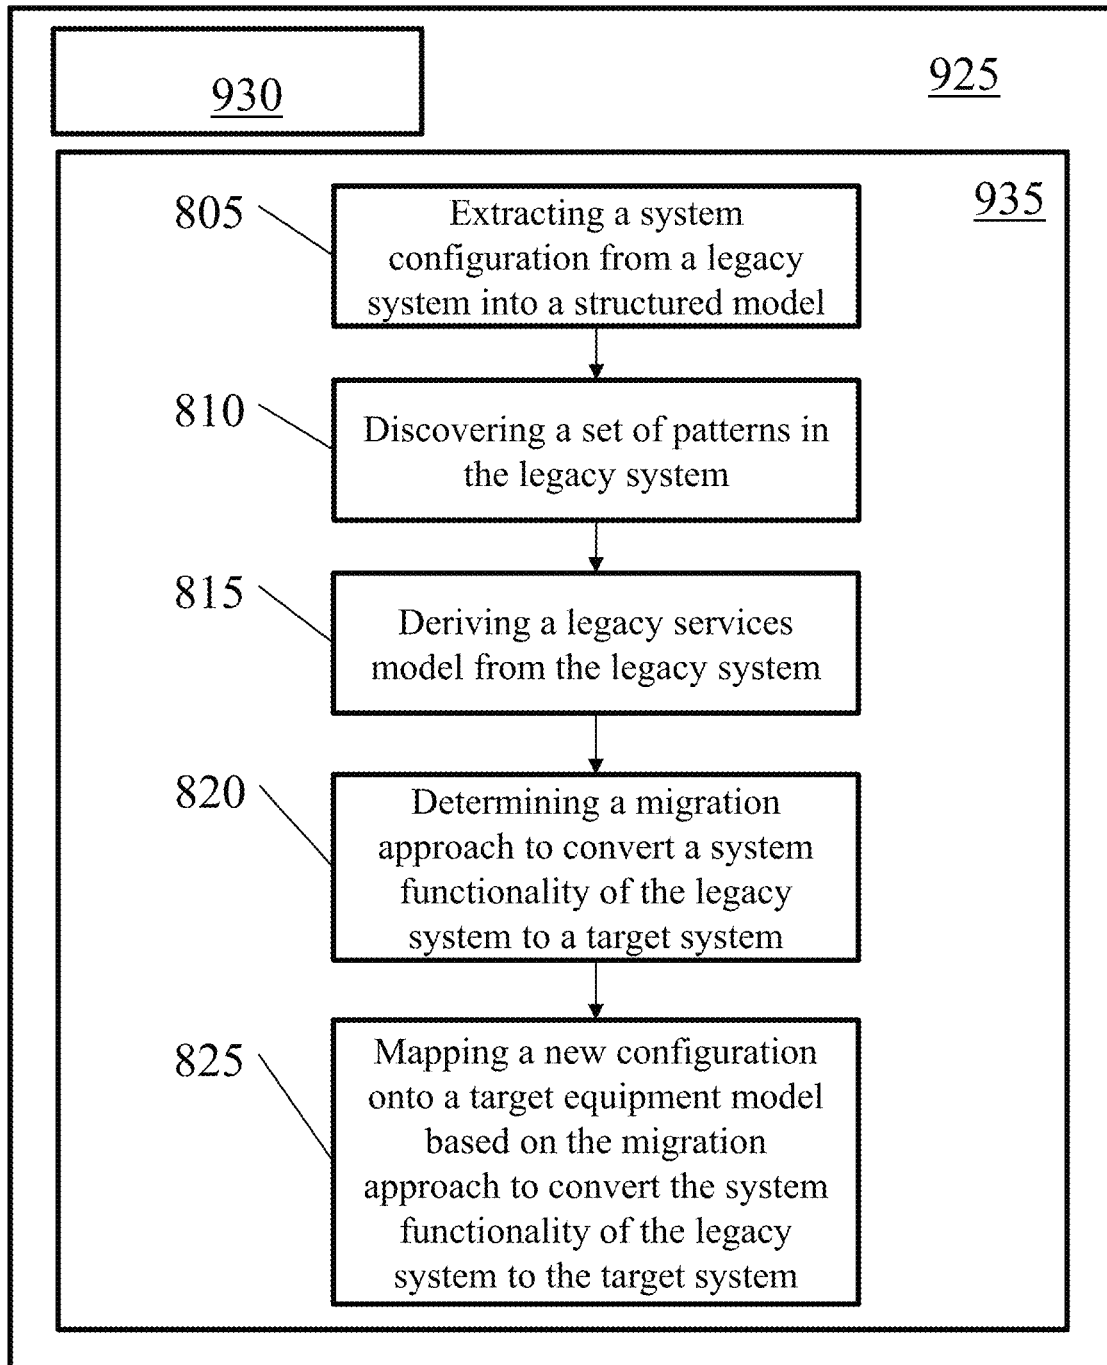 930
925
935
805
Extracting a system
configuration from a legacy
system into a structured model
810
Discovering a set of patterns in
the legacy system
815
Deriving a legacy services
model from the legacy system
820
Determining a migration
approach to convert a system
functionality of the legacy
system to a target system
825
Mapping a new configuration
onto a target equipment model
based on the migration
approach to convert the system
functionality of the legacy
system to the target system